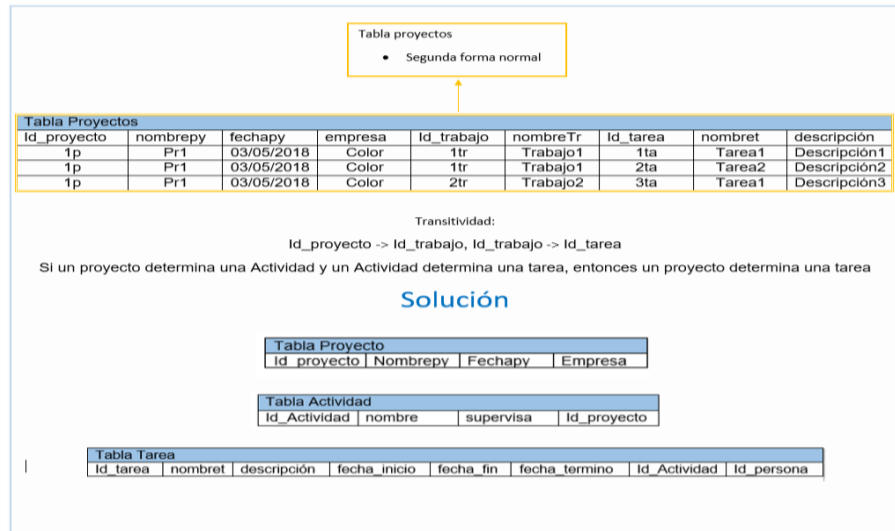 Tabla proyectos
• Segunda forma normal
Tabla Proyectos
Id_proyecto nombrepy fechapy empresa Id_trabajo nombreTr Id_tarea nombret descripción
1p Pr1 03/05/2018 Color 1tr Trabajo1 1ta Tarea1 Descripción1
1p Pr1 03/05/2018 Color 1tr Trabajo1 2ta Tarea2 Descripción2
1p Pr1 03/05/2018 Color 2tr Trabajo2 3ta Tarea1 Descripción3
Transitividad:
Id_proyecto -> Id_trabajo, Id_trabajo -> Id_tarea
Si un proyecto determina una Actividad y un Actividad determina una tarea, entonces un proyecto determina una tarea
Solución
Tabla Proyecto
Id_proyecto Nombrepy Fechapy Empresa
Tabla Actividad
Id_Actividad nombre supervisa Id_proyecto
Tabla Tarea
Id_tarea nombret descripción fecha_inicio fecha_fin fecha_termino Id_Actividad Id_persona